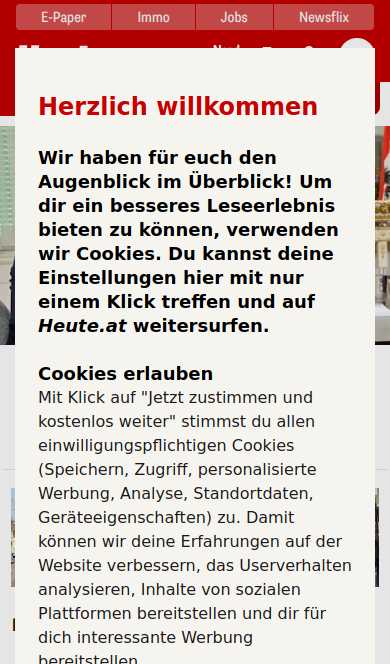 E-Paper
Immo
Jobs
Newsflix
Herzlich willkommen
Wir haben für euch den
Augenblick im Überblick! Um
dir ein besseres Leseerlebnis
bieten zu können, verwenden
wir Cookies. Du kannst deine
Einstellungen hier mit nur
einem Klick treffen und auf
Heute.at weitersurfen.
Cookies erlauben
Mit Klick auf "Jetzt zustimmen und
kostenlos weiter" stimmst du allen
einwilligungspflichtigen Cookies
(Speichern, Zugriff, personalisierte
Werbung, Analyse, Standortdaten,
Geräteeigenschaften) zu. Damit
können wir deine Erfahrungen auf der
Website verbessern, das Userverhalten
analysieren, Inhalte von sozialen
Plattformen bereitstellen und dir für
dich interessante Werbung
bereitstellen